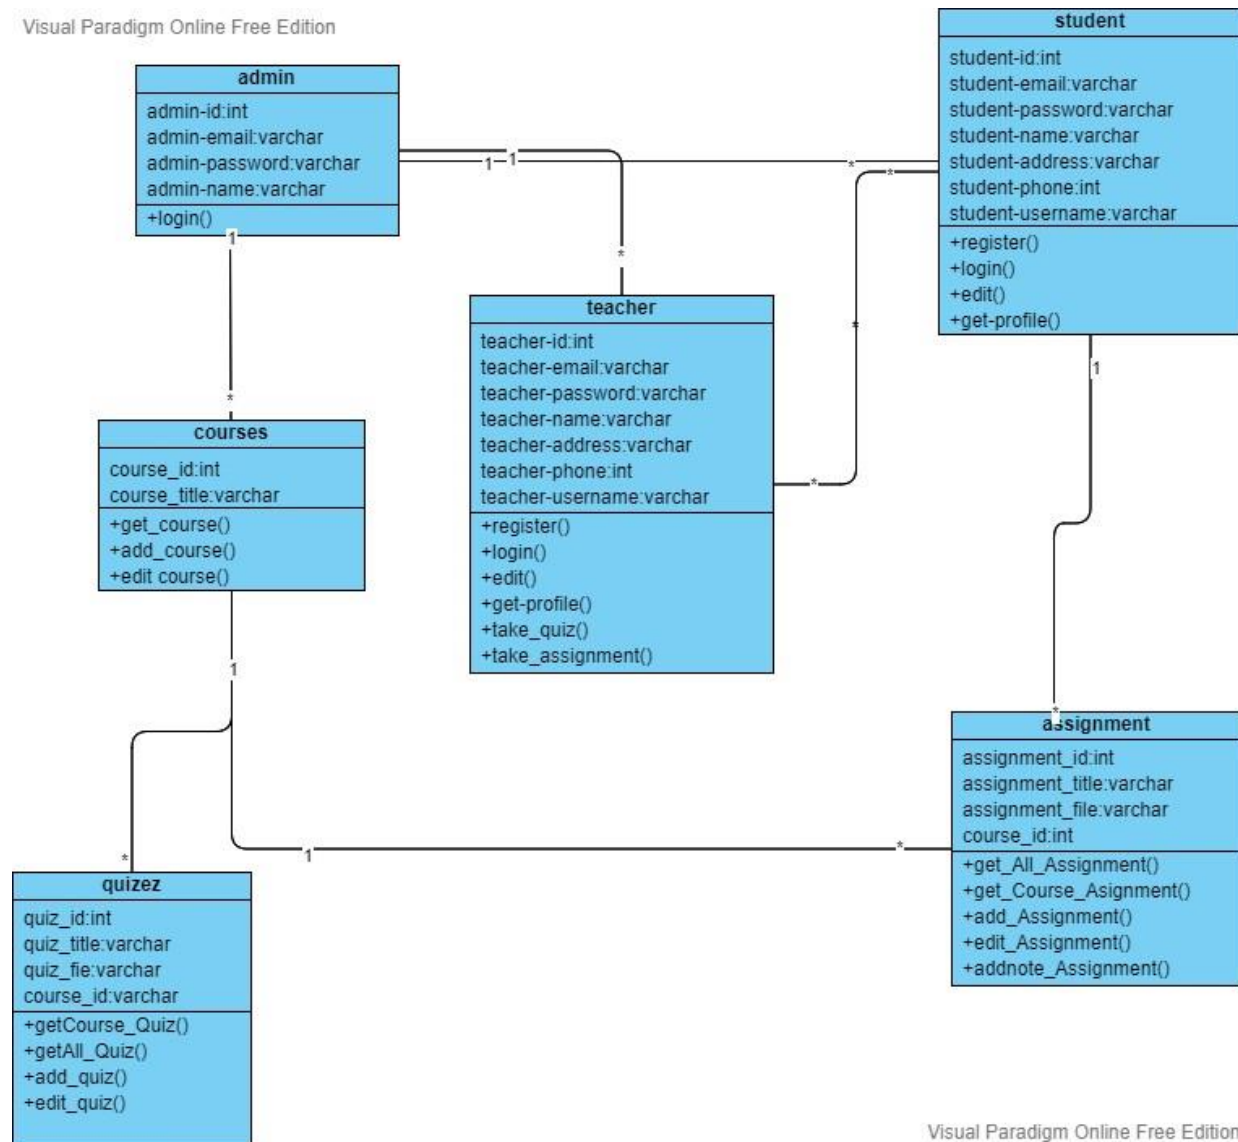 Visual Paradigm Online Free Edition
admin
admin-id:int
admin-email:varchar
admin-password:varchar
admin-name:varchar
+login()
student
student-id:int
student-email:varchar
student-password:varchar
student-name:varchar
student-address:varchar
student-phone:int
student-username:varchar
+register()
+login()
+edit()
+get-profile()
1
1
*
*
1
*
*
*
*
1
teacher
teacher-id:int
teacher-email:varchar
teacher-password:varchar
teacher-name:varchar
teacher-address:varchar
teacher-phone:int
teacher-username:varchar
+register()
+login()
+edit()
+get-profile()
+take_quiz()
+take_assignment()
courses
course_id:int
course_title:varchar
+get_course()
+add_course()
+edit course()
1
*
1
*
*
assignment
assignment_id:int
assignment_title:varchar
assignment_file:varchar
course_id:int
+get_All_Assignment()
+get_Course_Asignment()
+add_Assignment()
+edit_Assignment()
+addnote_Assignment()
quizez
quiz_id:int
quiz_title:varchar
quiz_fie:varchar
course_id:varchar
+getCourse_Quiz()
+getAll_Quiz()
+add_quiz()
+edit_quiz()
Visual Paradigm Online Free Edition